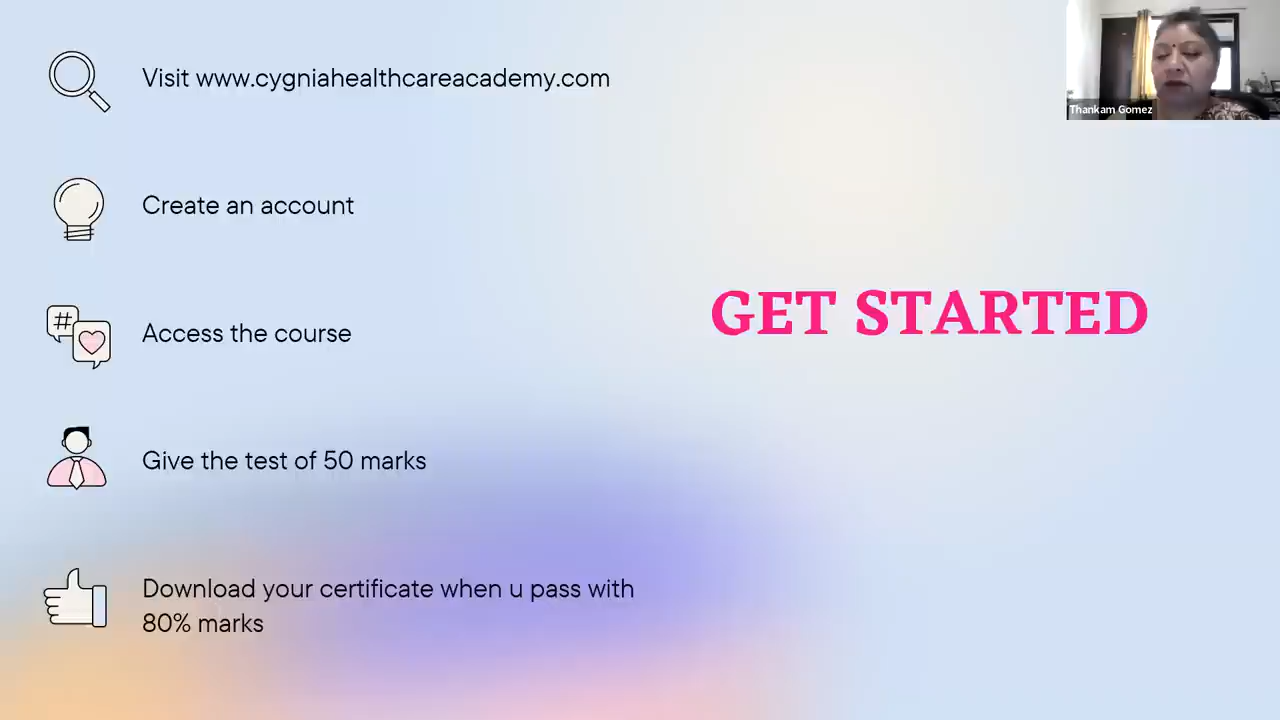 Visit www.cygniahealthcareacademy.com
Thankam Gomez
Create an account
#
Access the course
GET STARTED
Give the test of 50 marks
Download your certificate when u pass with
80% marks